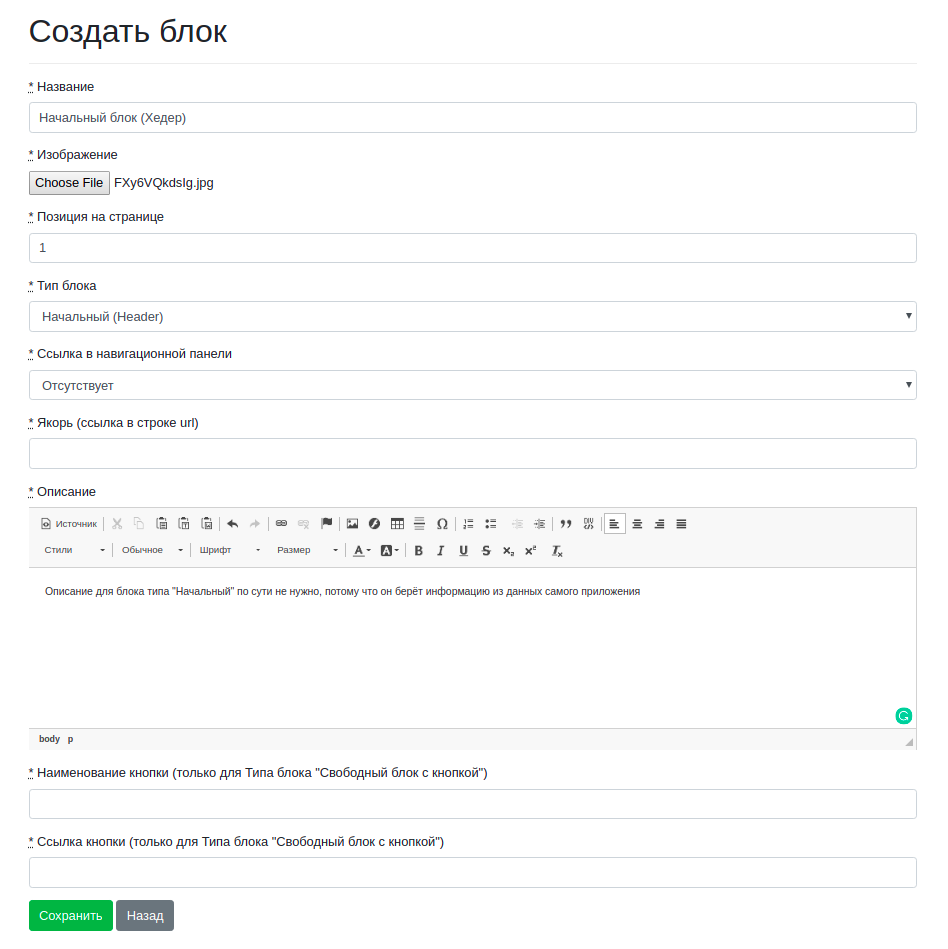 Создать блок
* Название
Начальный блок (Хедер)
* Изображение
Choose File FXy6VQkdsIg.jpg
* Позиция на странице
1
* Тип блока
Начальный (Header)
* Ссылка в навигационной панели
Отсутствует
* Якорь (ссылка в строке url)
* Описание
Источник
Стили Обычное Шрифт Размер A A B I U S x₂ x² Tx
Описание для блока типа "Начальный" по сути не нужно, потому что он берёт информацию из данных самого приложения
body p
* Наименование кнопки (только для Типа блока "Свободный блок с кнопкой")
* Ссылка кнопки (только для Типа блока "Свободный блок с кнопкой")
Сохранить Назад